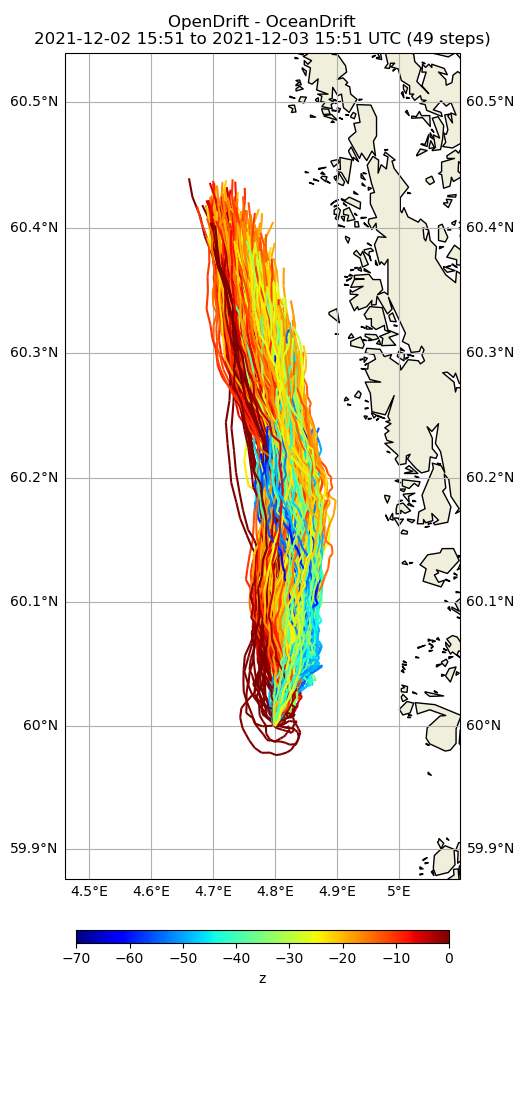 OpenDrift - OceanDrift
2021-12-02 15:51 to 2021-12-03 15:51 UTC (49 steps)
60.5°N 60.5°N
60.4°N 60.4°N
60.3°N 60.3°N
60.2°N 60.2°N
60.1°N 60.1°N
60°N 60°N
59.9°N 59.9°N
4.5°E 4.6°E 4.7°E 4.8°E 4.9°E 5°E
−70 −60 −50 −40 −30 −20 −10 0
z